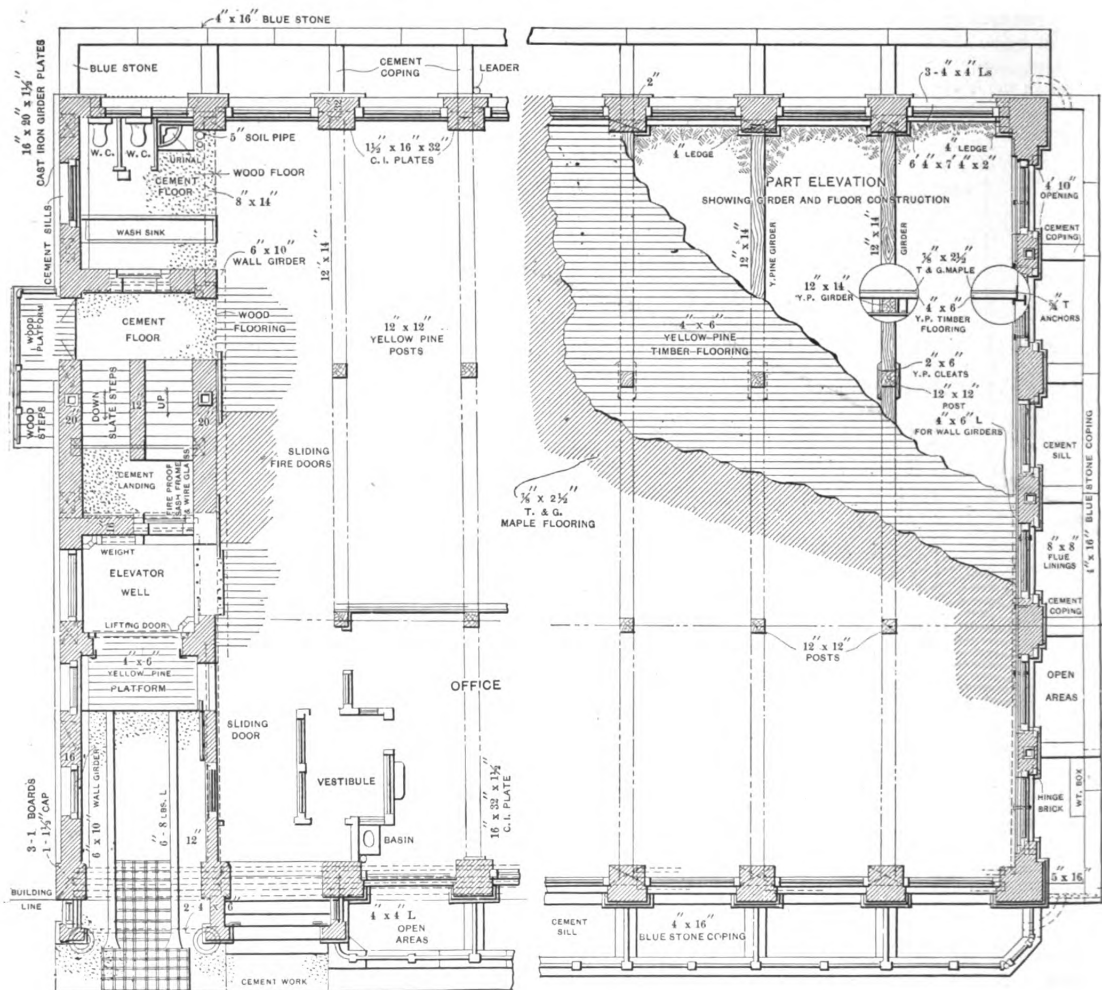 4" x 16" BLUE STONE
BLUE STONE
CEMENT
COPING
LEADER
2"
3-4" x 4" Ls
16" x 20" x 1½"
CAST IRON GIRDER PLATES
W.C.
W.C.
URINAL
5" SOIL PIPE
1½" x 16" x 32"
C.I. PLATES
WOOD FLOOR
CEMENT
FLOOR
8" x 14"
WASH SINK
CEMENT SILLS
6" x 10"
WALL GIRDER
12" x 14"
4" LEDGE
4" LEDGE
6' 4" x 7' 4" x 2"
PART ELEVATION
SHOWING GIRDER AND FLOOR CONSTRUCTION
4' 10"
OPENING
CEMENT
COPING
12" x 14"
Y.PINE GIRDER
12" x 14"
GIRDER
⅞" x 2½"
T & G. MAPLE
12" x 14"
Y.P. GIRDER
4" x 6"
Y.P. TIMBER
FLOORING
¾" T
ANCHORS
WOOD
PLATFORM
CEMENT
FLOOR
WOOD
FLOORING
12" x 12"
YELLOW PINE
POSTS
4" x 6"
YELLOW-PINE
TIMBER FLOORING
2" x 6"
Y.P. CLEATS
12" x 12"
POST
4" x 6" L
FOR WALL GIRDERS
WOOD
STEPS
20"
DOWN
SLATE STEPS
12"
UP
20"
SLIDING
FIRE DOORS
CEMENT
LANDING
FIRE PROOF
SASH FRAME
& WIRE GLASS
16"
⅞" x 2½"
T. & G.
MAPLE FLOORING
CEMENT
SILL
4" x 16" BLUE STONE COPING
8" x 8"
FLUE
LININGS
CEMENT
COPING
WEIGHT
ELEVATOR
WELL
LIFTING DOOR
4" x 6"
YELLOW-PINE
PLATFORM
12" x 12"
POSTS
OPEN
AREAS
OFFICE
SLIDING
DOOR
VESTIBULE
BASIN
16" x 32" x 1½"
C.I. PLATE
16"
3-1" BOARDS
1-1½" CAP
6" x 10" WALL GIRDER
6"-8 LBS. L
12"
HINGE
BRICK
WT. BOX
5" x 16"
BUILDING
LINE
4" x 4" L
OPEN
AREAS
CEMENT
SILL
4" x 16"
BLUE STONE COPING
CEMENT WORK